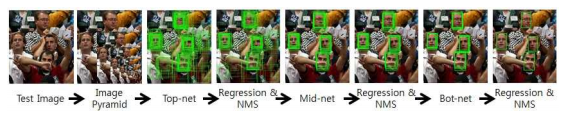 Test Image
Image
Pyramid
Top-net
Regression &
NMS
Mid-net
Regression &
NMS
Bot-net
Regression &
NMS